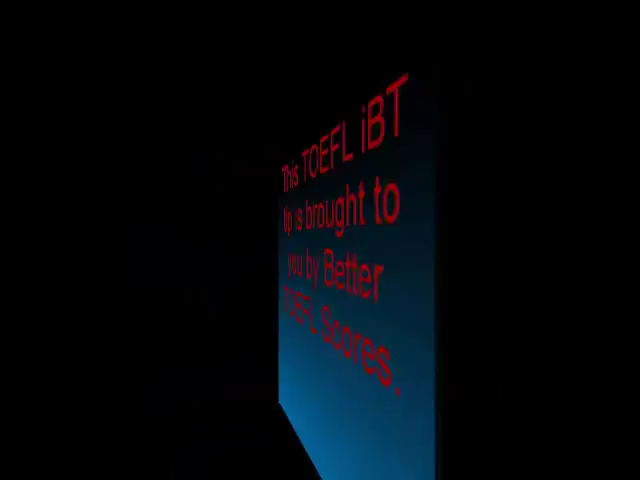 This TOEFL iBT
tip is brought to
you by Better
TOEFL Scores.